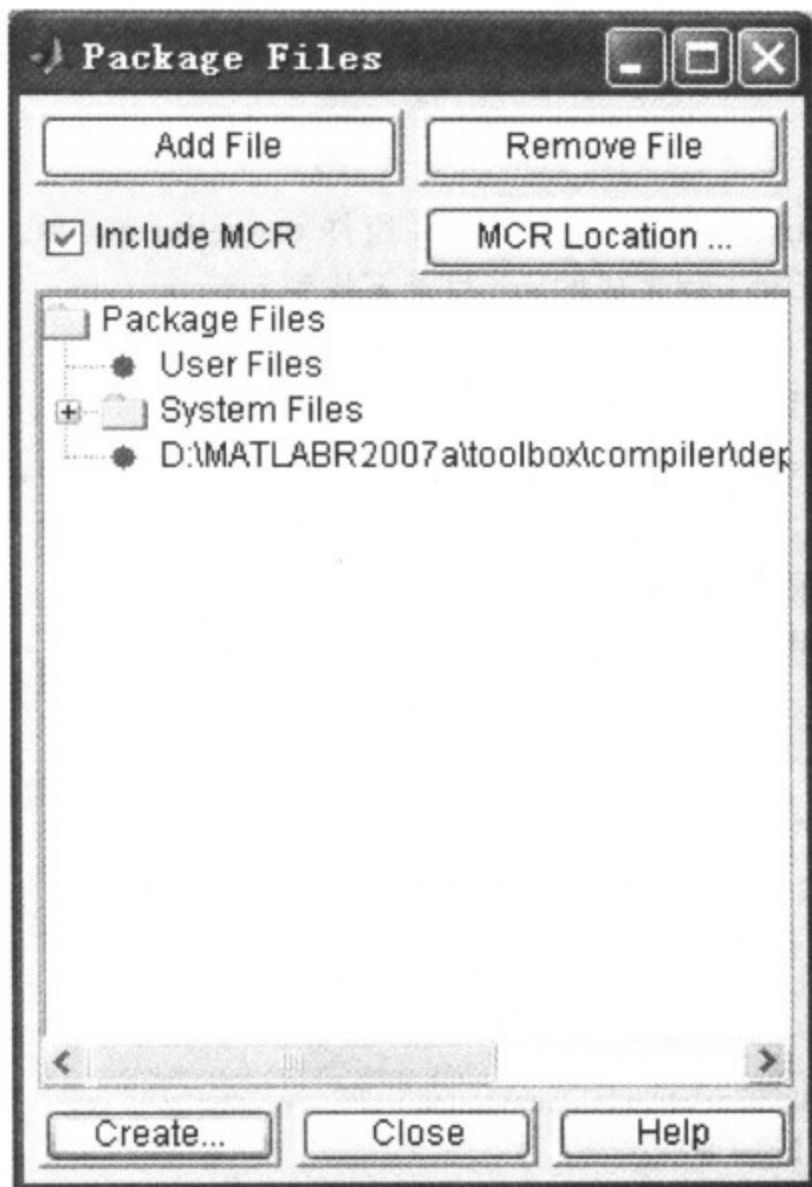 Package Files
Add File
Remove File
Include MCR
MCR Location ...
Package Files
User Files
System Files
D:\MATLABR2007a\toolbox\compiler\dep
Create...
Close
Help